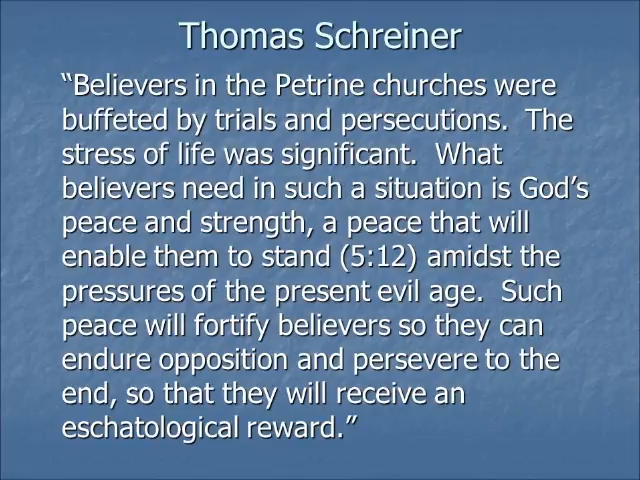 Thomas Schreiner
“Believers in the Petrine churches were
buffeted by trials and persecutions.  The
stress of life was significant.  What
believers need in such a situation is God’s
peace and strength, a peace that will
enable them to stand (5:12) amidst the
pressures of the present evil age.  Such
peace will fortify believers so they can
endure opposition and persevere to the
end, so that they will receive an
eschatological reward.”